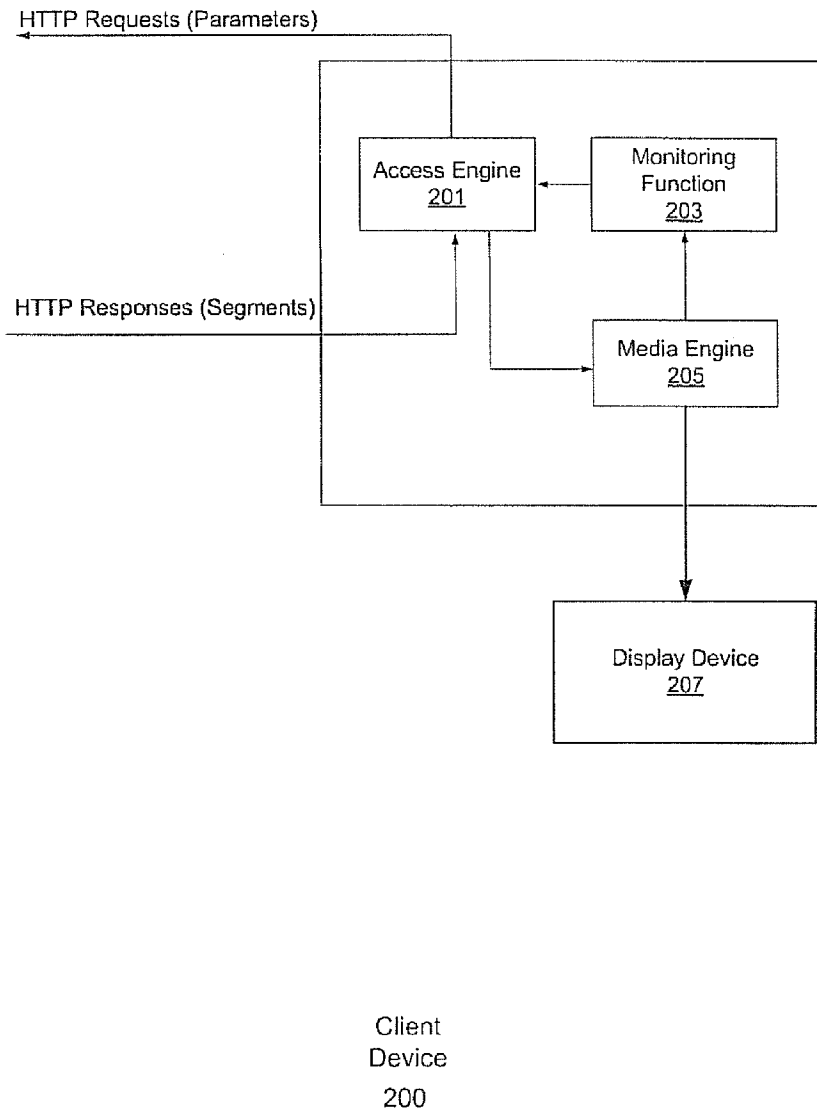 HTTP Requests (Parameters)
Access Engine
201
Monitoring
Function
203
HTTP Responses (Segments)
Media Engine
205
Display Device
207
Client
Device
200